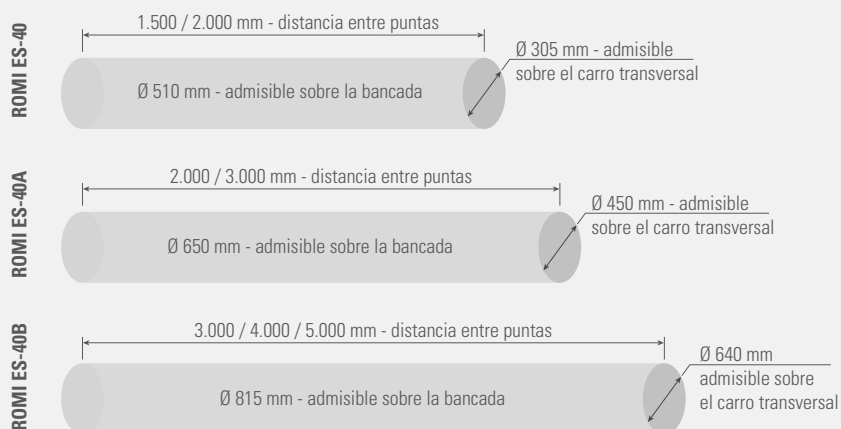 ROMI ES-40
1.500 / 2.000 mm - distancia entre puntas
Ø 510 mm - admisible sobre la bancada
Ø 305 mm - admisible
sobre el carro transversal
ROMI ES-40A
2.000 / 3.000 mm - distancia entre puntas
Ø 650 mm - admisible sobre la bancada
Ø 450 mm - admisible
sobre el carro transversal
ROMI ES-40B
3.000 / 4.000 / 5.000 mm - distancia entre puntas
Ø 815 mm - admisible sobre la bancada
Ø 640 mm
admisible sobre
el carro transversal